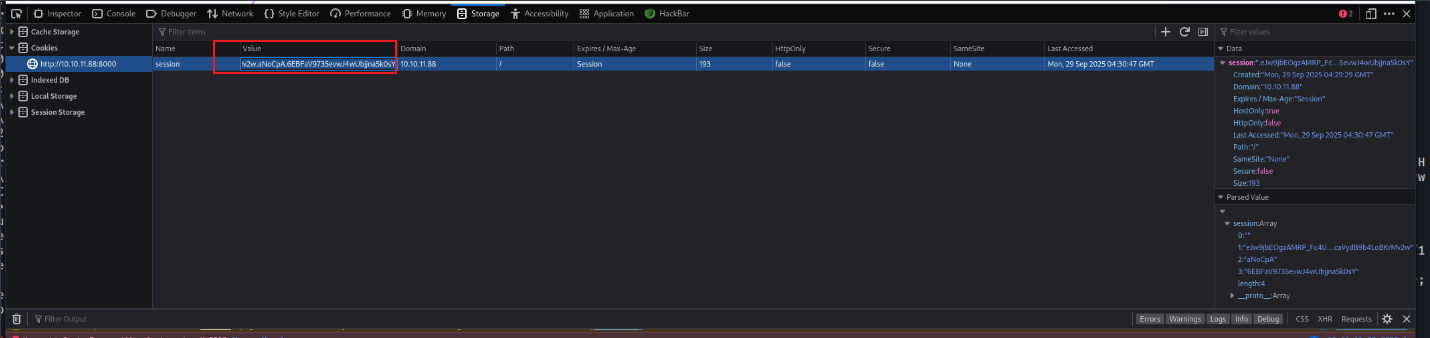 Inspector Console Debugger Network Style Editor Performance Memory Storage Accessibility Application HackBar 2
Cache Storage
Cookies
http://10.10.11.88:8000
Indexed DB
Local Storage
Session Storage
Filter Items
Name Value Domain Path Expires / Max-Age Size HttpOnly Secure SameSite Last Accessed
session lv2w.aNoCpA.6EBFaV9735evwJ4wUbjjna5k0sY 10.10.11.88 / Session 193 false false None Mon, 29 Sep 2025 04:30:47 GMT
Filter values
Data
session:".eJw9jbEOgzAMRP_Fc...5evwJ4wUbjjna5k0sY"
Created:"Mon, 29 Sep 2025 04:29:29 GMT"
Domain:"10.10.11.88"
Expires / Max-Age:"Session"
HostOnly:true
HttpOnly:false
Last Accessed:"Mon, 29 Sep 2025 04:30:47 GMT"
Path:"/"
SameSite:"None"
Secure:false
Size:193
Parsed Value
session:Array
0:""
1:"eJw9jbEOgzAMRP_Fc4U...caVydB9b4LoBKrMv2w"
2:"aNoCpA"
3:"6EBFaV9735evwJ4wUbjjna5k0sY"
length:4
__proto__:Array
Filter Output
Errors Warnings Logs Info Debug CSS XHR Requests